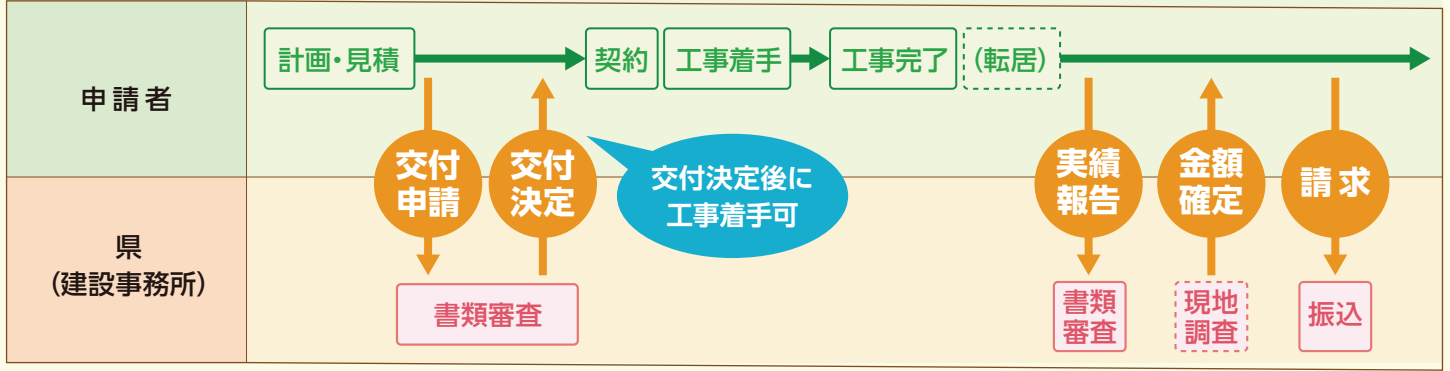 申請者
計画・見積
契約
工事着手
工事完了
(転居)
交付
申請
交付
決定
交付決定後に
工事着手可
実績
報告
金額
確定
請求
県
(建設事務所)
書類審査
書類
審査
現地
調査
振込